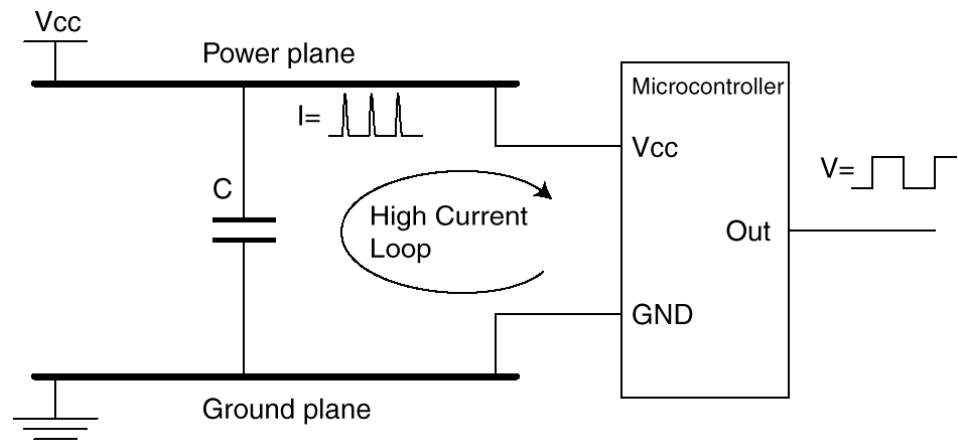 Vcc
Power plane
I=
Microcontroller
Vcc
V=
C
High Current
Loop
Out
GND
Ground plane